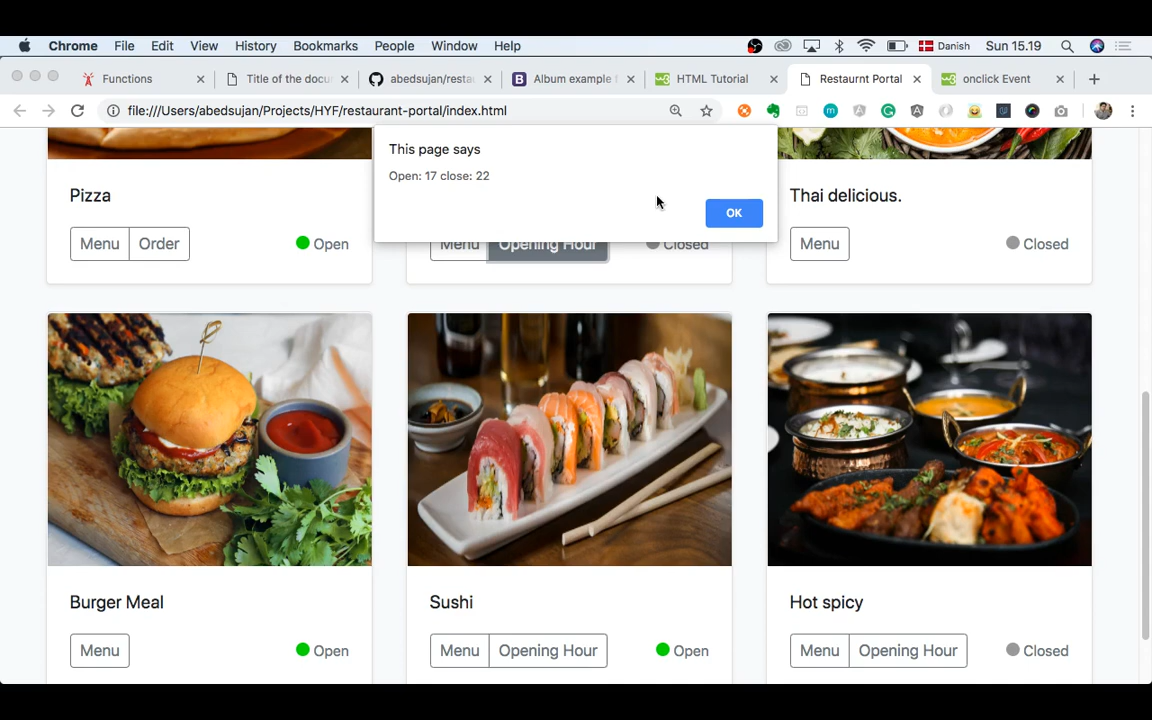 Chrome File Edit View History Bookmarks People Window Help Danish Sun 15.19
Functions Title of the docu abedsujan/resta Album example f HTML Tutorial Restaurnt Portal onclick Event
file:///Users/abedsujan/Projects/HYF/restaurant-portal/index.html
This page says
Open: 17 close: 22
OK
Pizza
Thai delicious.
Menu Order Open
Menu Opening Hour Closed
Menu Closed
Burger Meal
Sushi
Hot spicy
Menu Open
Menu Opening Hour Open
Menu Opening Hour Closed